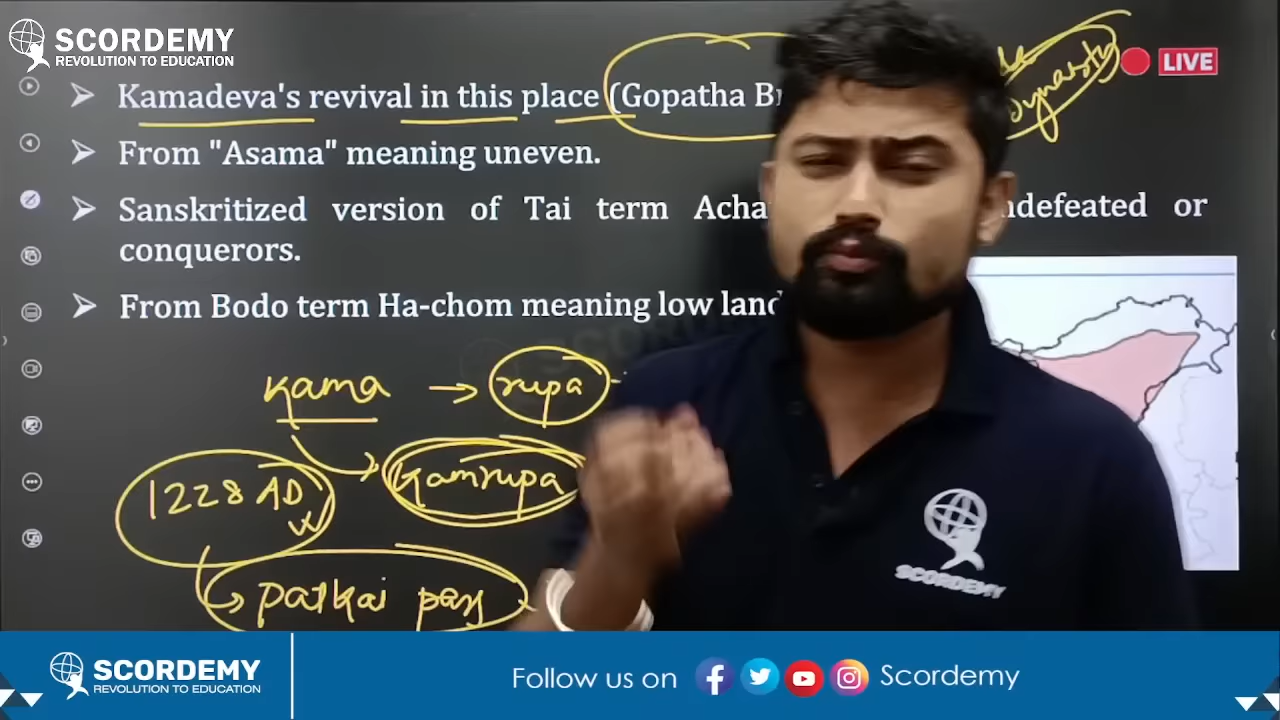 SCORDEMY
REVOLUTION TO EDUCATION
LIVE
Dynasty
➤ Kamadeva's revival in this place (Gopatha B
➤ From "Asama" meaning uneven.
➤ Sanskritized version of Tai term Acha ndefeated or
conquerors.
➤ From Bodo term Ha-chom meaning low land
Kama → rupa
1228 AD
Kamrupa
Patkai pass
SCORDEMY
SCORDEMY
REVOLUTION TO EDUCATION
Follow us on
Scordemy